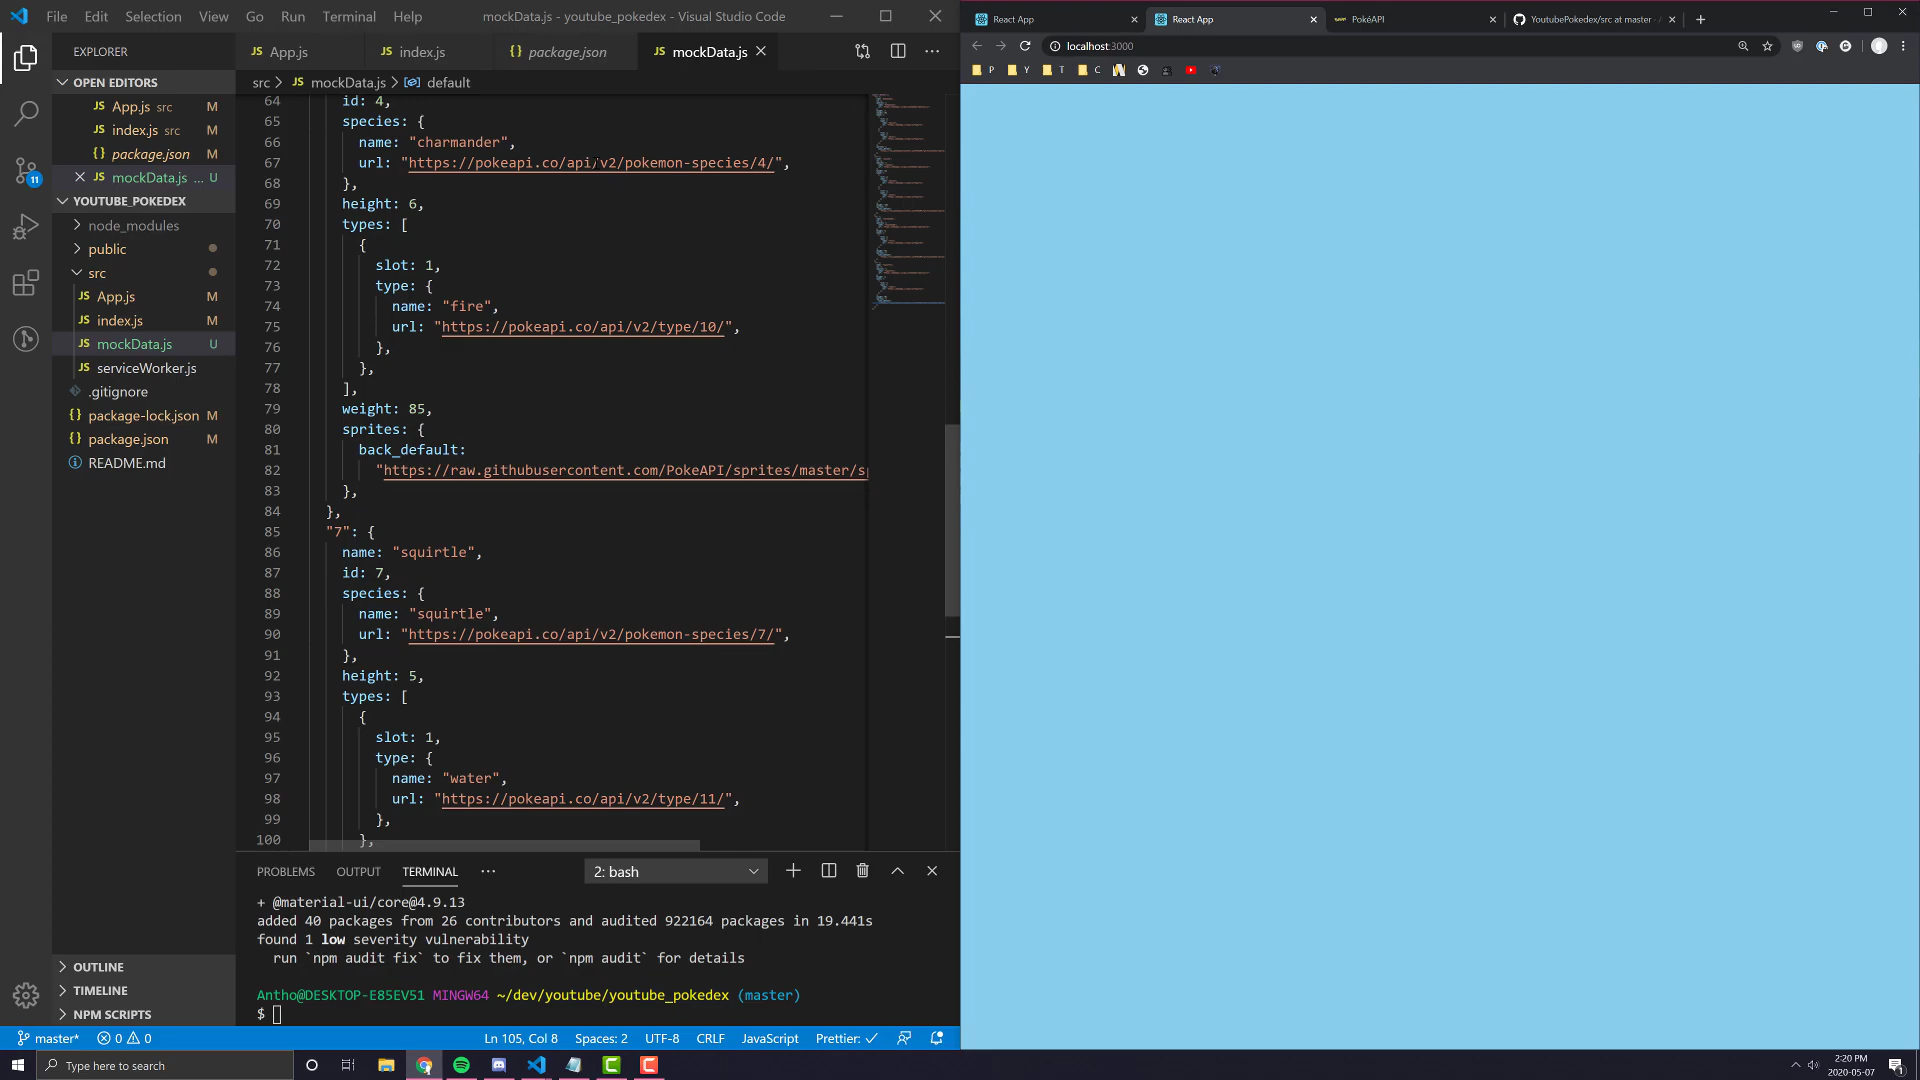 File Edit Selection View Go Run Terminal Help
mockData.js - youtube_pokedex - Visual Studio Code
EXPLORER
OPEN EDITORS
App.js src M
index.js src M
package.json M
mockData.js ... U
YOUTUBE_POKEDEX
node_modules
public
src
App.js M
index.js M
mockData.js U
serviceWorker.js
.gitignore
package-lock.json M
package.json M
README.md
OUTLINE
TIMELINE
NPM SCRIPTS
App.js index.js package.json mockData.js
src > mockData.js > default
64 id: 4,
65 species: {
66 name: "charmander",
67 url: "https://pokeapi.co/api/v2/pokemon-species/4/",
68 },
69 height: 6,
70 types: [
71 {
72 slot: 1,
73 type: {
74 name: "fire",
75 url: "https://pokeapi.co/api/v2/type/10/",
76 },
77 },
78 ],
79 weight: 85,
80 sprites: {
81 back_default:
82 "https://raw.githubusercontent.com/PokeAPI/sprites/master/s
83 },
84 },
85 "7": {
86 name: "squirtle",
87 id: 7,
88 species: {
89 name: "squirtle",
90 url: "https://pokeapi.co/api/v2/pokemon-species/7/",
91 },
92 height: 5,
93 types: [
94 {
95 slot: 1,
96 type: {
97 name: "water",
98 url: "https://pokeapi.co/api/v2/type/11/",
99 },
100 },
PROBLEMS OUTPUT TERMINAL ... 2: bash
+ @material-ui/core@4.9.13
added 40 packages from 26 contributors and audited 922164 packages in 19.441s
found 1 low severity vulnerability
run `npm audit fix` to fix them, or `npm audit` for details
Antho@DESKTOP-E85EV51 MINGW64 ~/dev/youtube/youtube_pokedex (master)
$
11
master* 0 0 Ln 105, Col 8 Spaces: 2 UTF-8 CRLF JavaScript Prettier: ✓
React App React App PokéAPI YoutubePokedex/src at master
localhost:3000
P Y T C
Type here to search
2:20 PM
2020-05-07
1